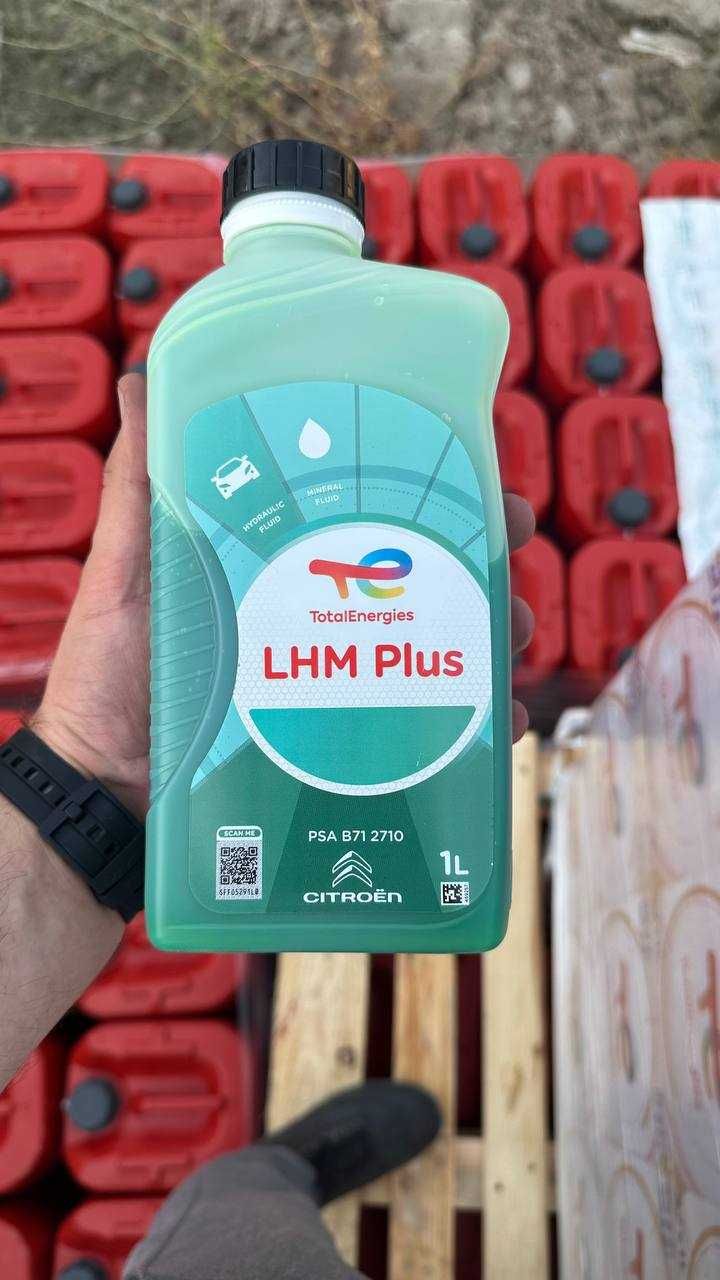 HYDRAULIC
FLUID
MINERAL
FLUID
TotalEnergies
LHM Plus
PSA B71 2710
SCAN ME
CITROËN
1L